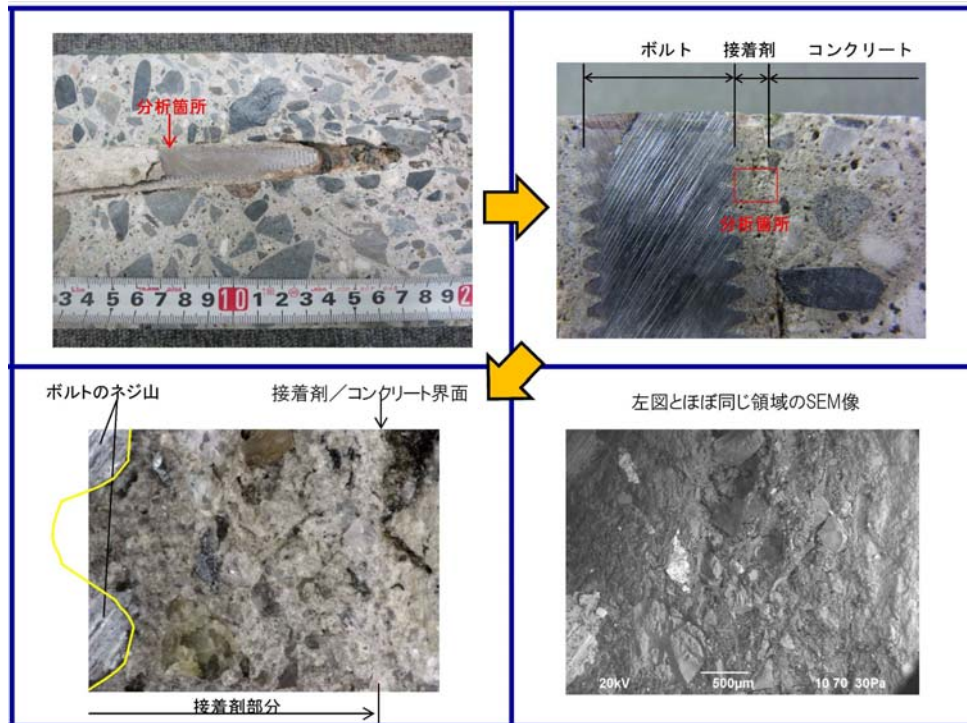 分析箇所
3 4 5 6 7 8 9 10 1 2 3 4 5 6 7 8 9 2
ボルト 接着剤 コンクリート
分析箇所
ボルトのネジ山
接着剤／コンクリート界面
接着剤部分
左図とほぼ同じ領域のSEM像
20kV 500μm 10 70 30Pa